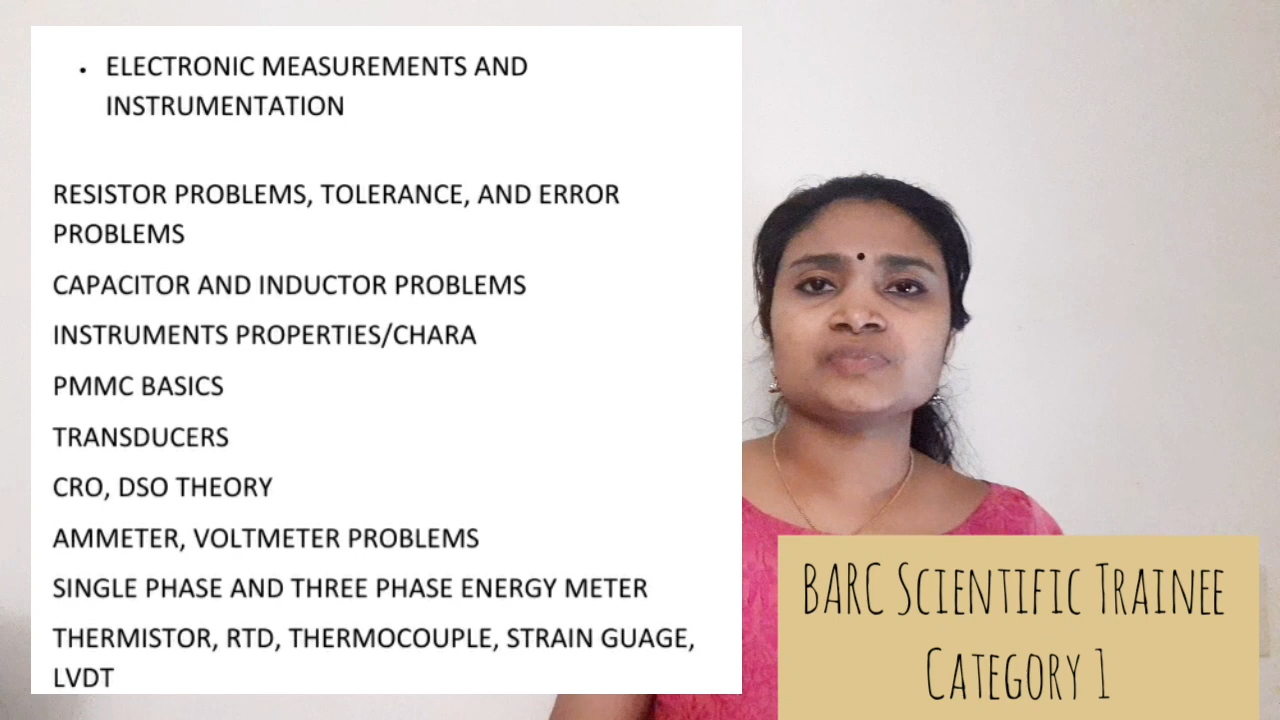 • ELECTRONIC MEASUREMENTS AND
INSTRUMENTATION
RESISTOR PROBLEMS, TOLERANCE, AND ERROR
PROBLEMS
CAPACITOR AND INDUCTOR PROBLEMS
INSTRUMENTS PROPERTIES/CHARA
PMMC BASICS
TRANSDUCERS
CRO, DSO THEORY
AMMETER, VOLTMETER PROBLEMS
SINGLE PHASE AND THREE PHASE ENERGY METER
THERMISTOR, RTD, THERMOCOUPLE, STRAIN GUAGE,
LVDT
BARC SCIENTIFIC TRAINEE
CATEGORY 1